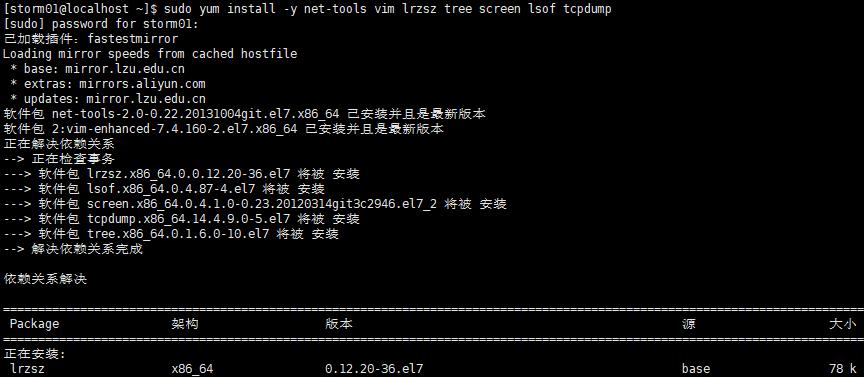 [storm01@localhost ~]$ sudo yum install -y net-tools vim lrzsz tree screen lsof tcpdump
[sudo] password for storm01:
已加载插件：fastestmirror
Loading mirror speeds from cached hostfile
 * base: mirror.lzu.edu.cn
 * extras: mirrors.aliyun.com
 * updates: mirror.lzu.edu.cn
软件包 net-tools-2.0-0.22.20131004git.el7.x86_64 已安装并且是最新版本
软件包 2:vim-enhanced-7.4.160-2.el7.x86_64 已安装并且是最新版本
正在解决依赖关系
--> 正在检查事务
---> 软件包 lrzsz.x86_64.0.0.12.20-36.el7 将被 安装
---> 软件包 lsof.x86_64.0.4.87-4.el7 将被 安装
---> 软件包 screen.x86_64.0.4.1.0-0.23.20120314git3c2946.el7_2 将被 安装
---> 软件包 tcpdump.x86_64.14.4.9.0-5.el7 将被 安装
---> 软件包 tree.x86_64.0.1.6.0-10.el7 将被 安装
--> 解决依赖关系完成
依赖关系解决
================================================================================
Package 架构 版本 源 大小
================================================================================
正在安装:
lrzsz x86_64 0.12.20-36.el7 base 78 k